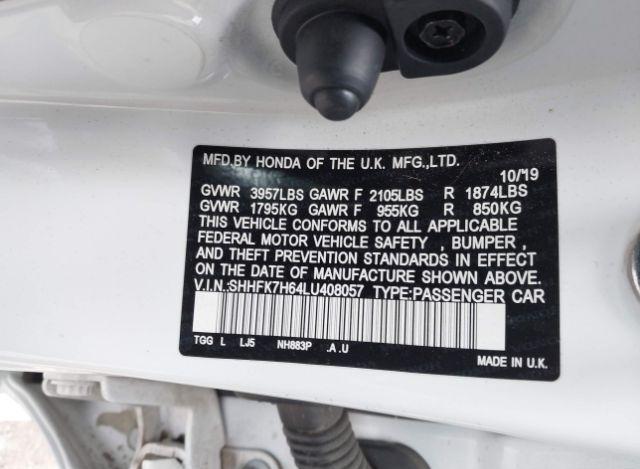 MFD.BY HONDA OF THE U.K. MFG.,LTD.
10/19
GVWR 3957LBS GAWR F 2105LBS R 1874LBS
GVWR 1795KG GAWR F 955KG R 850KG
THIS VEHICLE CONFORMS TO ALL APPLICABLE
FEDERAL MOTOR VEHICLE SAFETY , BUMPER ,
AND THEFT PREVENTION STANDARDS IN EFFECT
ON THE DATE OF MANUFACTURE SHOWN ABOVE.
V.I.N.:SHHFK7H64LU408057 TYPE:PASSENGER CAR
TGG L LJ5 NH883P .A .U
MADE IN U.K.